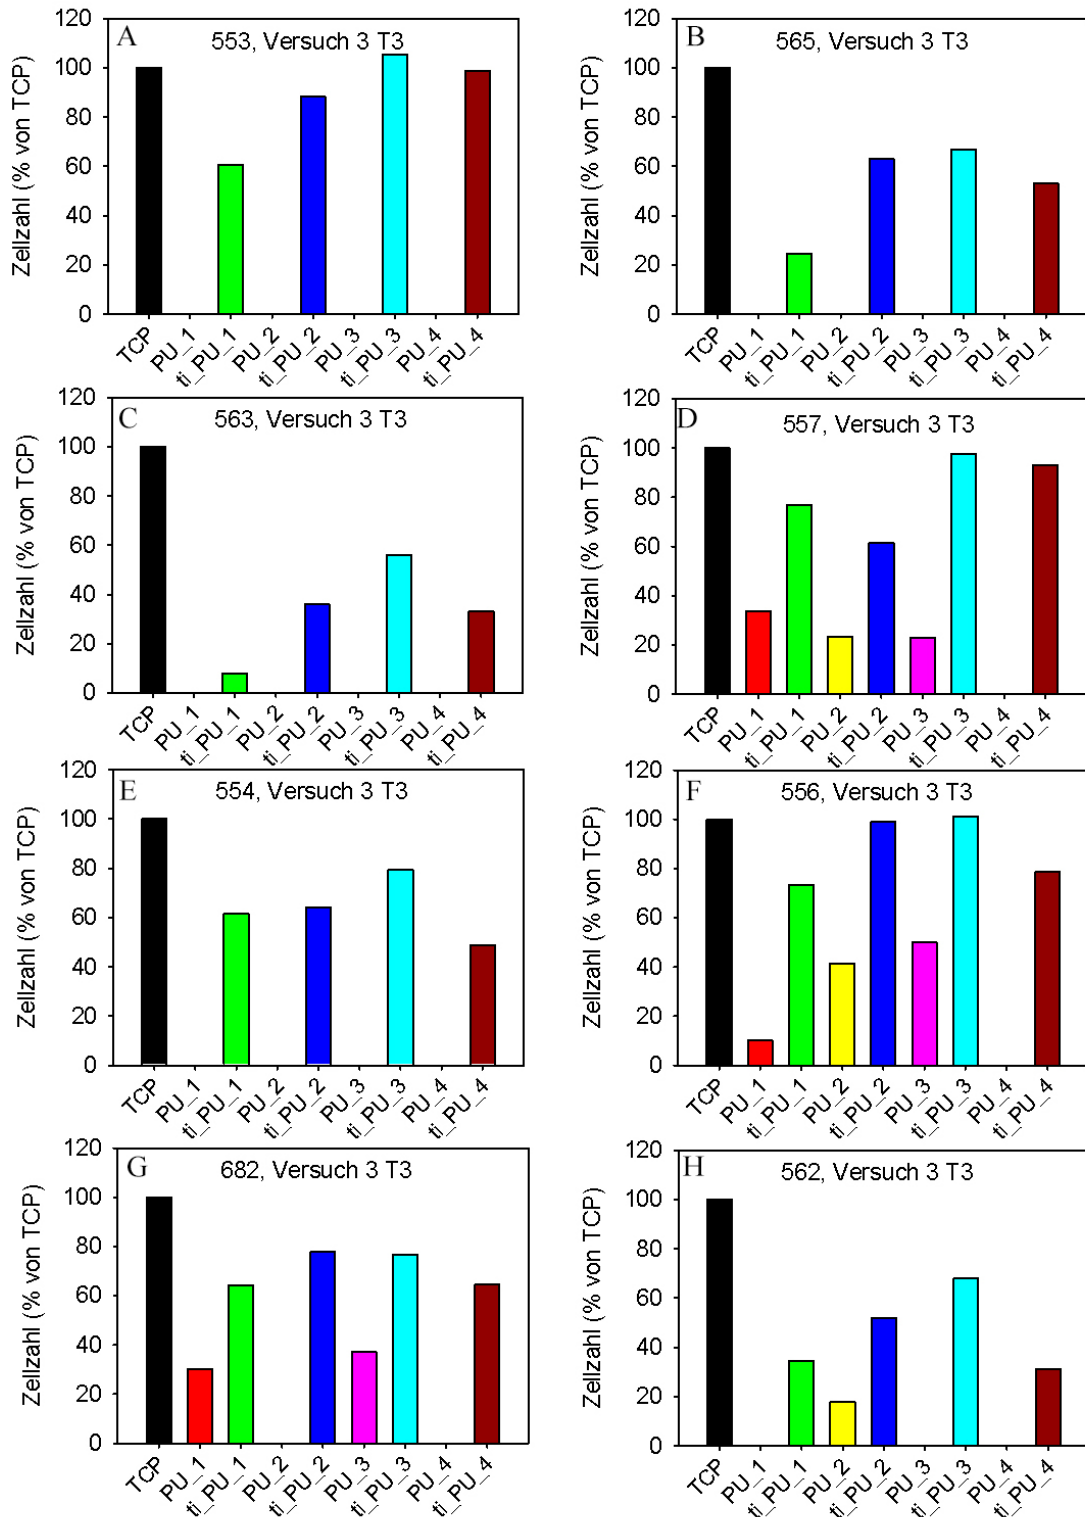 A
553, Versuch 3 T3
Zellzahl (% von TCP)
120
100
80
60
40
20
0
TCP
PU_1
ti_PU_1
PU_2
ti_PU_2
PU_3
ti_PU_3
PU_4
ti_PU_4
B
565, Versuch 3 T3
Zellzahl (% von TCP)
120
100
80
60
40
20
0
TCP
PU_1
ti_PU_1
PU_2
ti_PU_2
PU_3
ti_PU_3
PU_4
ti_PU_4
C
563, Versuch 3 T3
Zellzahl (% von TCP)
120
100
80
60
40
20
0
TCP
PU_1
ti_PU_1
PU_2
ti_PU_2
PU_3
ti_PU_3
PU_4
ti_PU_4
D
557, Versuch 3 T3
Zellzahl (% von TCP)
120
100
80
60
40
20
0
TCP
PU_1
ti_PU_1
PU_2
ti_PU_2
PU_3
ti_PU_3
PU_4
ti_PU_4
E
554, Versuch 3 T3
Zellzahl (% von TCP)
120
100
80
60
40
20
0
TCP
PU_1
ti_PU_1
PU_2
ti_PU_2
PU_3
ti_PU_3
PU_4
ti_PU_4
F
556, Versuch 3 T3
Zellzahl (% von TCP)
120
100
80
60
40
20
0
TCP
PU_1
ti_PU_1
PU_2
ti_PU_2
PU_3
ti_PU_3
PU_4
ti_PU_4
G
682, Versuch 3 T3
Zellzahl (% von TCP)
120
100
80
60
40
20
0
TCP
PU_1
ti_PU_1
PU_2
ti_PU_2
PU_3
ti_PU_3
PU_4
ti_PU_4
H
562, Versuch 3 T3
Zellzahl (% von TCP)
120
100
80
60
40
20
0
TCP
PU_1
ti_PU_1
PU_2
ti_PU_2
PU_3
ti_PU_3
PU_4
ti_PU_4